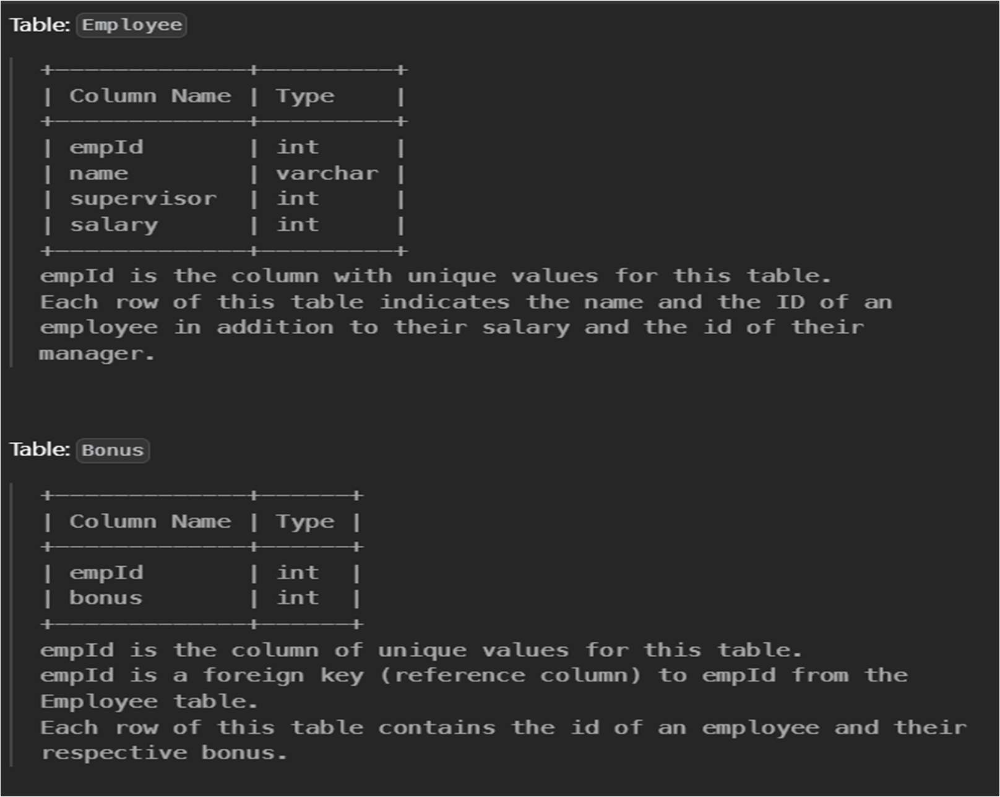 Table: Employee
+-------------+---------+
| Column Name | Type    |
+-------------+---------+
| empId       | int     |
| name        | varchar |
| supervisor  | int     |
| salary      | int     |
+-------------+---------+
empId is the column with unique values for this table.
Each row of this table indicates the name and the ID of an
employee in addition to their salary and the id of their
manager.
Table: Bonus
+-------------+------+
| Column Name | Type |
+-------------+------+
| empId       | int  |
| bonus       | int  |
+-------------+------+
empId is the column of unique values for this table.
empId is a foreign key (reference column) to empId from the
Employee table.
Each row of this table contains the id of an employee and their
respective bonus.